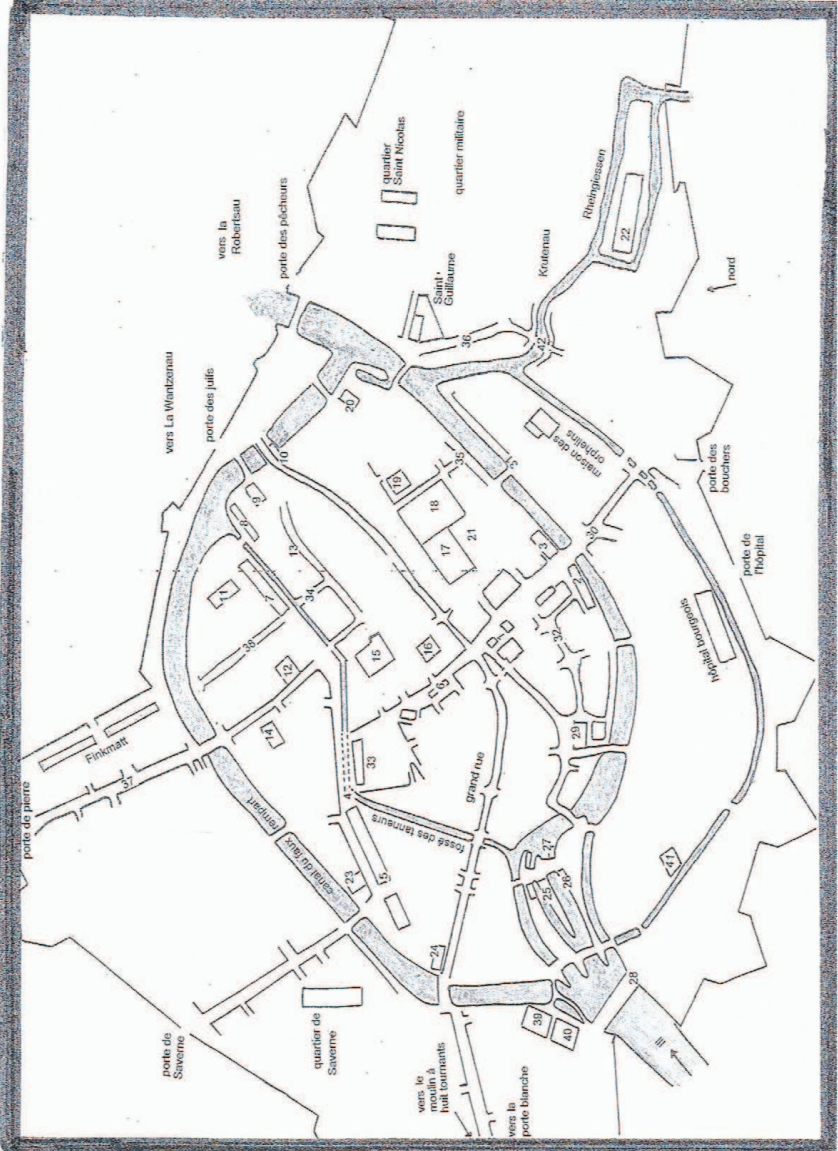 porte de pierre
Finkmatt
37
porte de
Saverne
vers La Wantzenau
porte des juifs
vers la
Robertsau
porte des pêcheurs
quartier de
Saverne
canal du faux rempart
14
38
12
11
7
8
9
10
13
34
23
5
4
33
15
20
quartier
Saint Nicolas
quartier militaire
fossé des tanneurs
16
6
19
18
17
21
35
Saint-
Guillaume
36
vers le
moulin à
huit tournants
24
grand rue
vers la
porte blanche
39
40
25
26
27
29
32
2
3
31
30
maison des
orphelins
42
Krutenau
Rheingiessen
22
28
Ill
41
hôpital bourgeois
porte de
l'hôpital
porte des
bouchers
nord